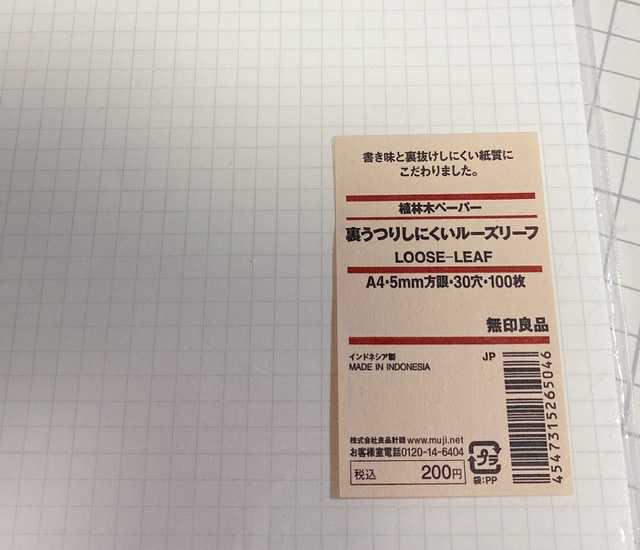 書き味と裏抜けしにくい紙質に
こだわりました。
植林木ペーパー
裏うつりしにくいルーズリーフ
LOOSE-LEAF
A4・5mm方眼・30穴・100枚
無印良品
インドネシア製
MADE IN INDONESIA
JP
4547315265046
株式会社良品計画 www.muji.net
お客様室電話0120-14-6404
税込 200円
プラ
袋:PP